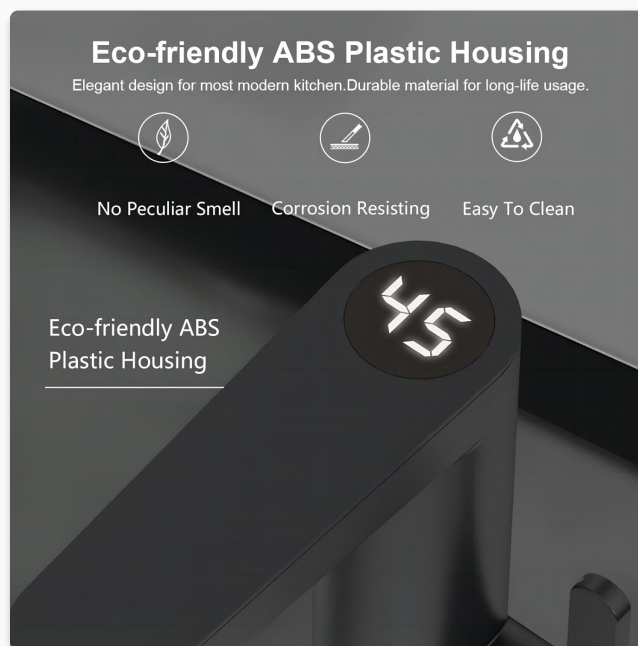 Eco-friendly ABS Plastic Housing
Elegant design for most modern kitchen.Durable material for long-life usage.
No Peculiar Smell
Corrosion Resisting
Easy To Clean
45
Eco-friendly ABS
Plastic Housing